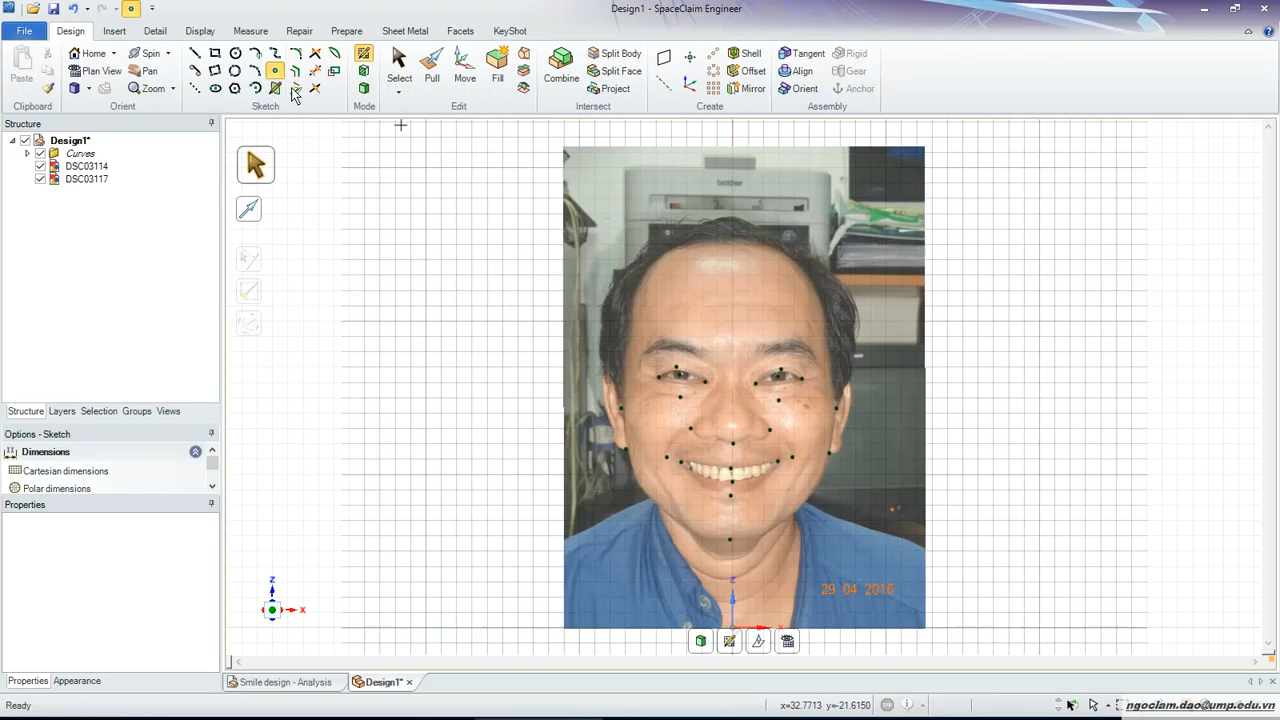 Design1 - SpaceClaim Engineer
File Design Insert Detail Display Measure Repair Prepare Sheet Metal Facets KeyShot
Paste
Home Spin
Plan View Pan
Zoom
Select Pull Move Fill
Combine
Split Body
Split Face
Project
Shell
Offset
Mirror
Tangent Rigid
Align Gear
Orient Anchor
Clipboard Orient Sketch Mode Edit Intersect Create Assembly
Structure
Design1*
Curves
DSC03114
DSC03117
brother
Structure Layers Selection Groups Views
Options - Sketch
Dimensions
Cartesian dimensions
Polar dimensions
Properties
29 04 2016
z
x
z
x
Properties Appearance
Smile design - Analysis Design1*
Ready
x=32.7713 y=-21.6150
ngoclam.dao@ump.edu.vn